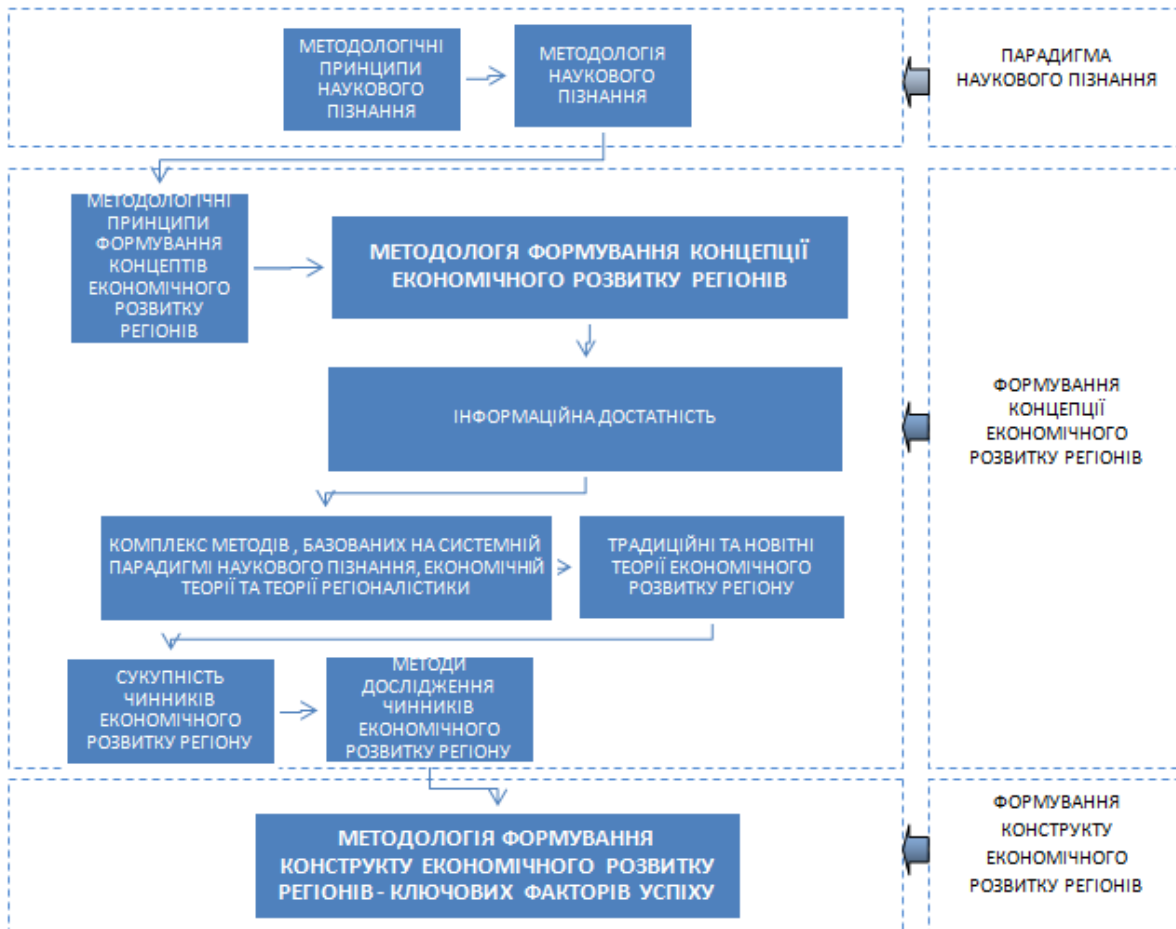 МЕТОДОЛОГІЧНІ
ПРИНЦИПИ
НАУКОВОГО
ПІЗНАННЯ
МЕТОДОЛОГІЯ
НАУКОВОГО
ПІЗНАННЯ
ПАРАДИГМА
НАУКОВОГО ПІЗНАННЯ
МЕТОДОЛОГІЧНІ
ПРИНЦИПИ
ФОРМУВАННЯ
КОНЦЕПТІВ
ЕКОНОМІЧНОГО
РОЗВИТКУ
РЕГІОНІВ
МЕТОДОЛОГІЯ ФОРМУВАННЯ КОНЦЕПЦІЇ
ЕКОНОМІЧНОГО РОЗВИТКУ РЕГІОНІВ
ІНФОРМАЦІЙНА ДОСТАТНІСТЬ
ФОРМУВАННЯ
КОНЦЕПЦІЇ
ЕКОНОМІЧНОГО
РОЗВИТКУ РЕГІОНІВ
КОМПЛЕКС МЕТОДІВ , БАЗОВАНИХ НА СИСТЕМНІЙ
ПАРАДИГМІ НАУКОВОГО ПІЗНАННЯ, ЕКОНОМІЧНІЙ
ТЕОРІЇ ТА ТЕОРІЇ РЕГІОНАЛІСТИКИ
ТРАДИЦІЙНІ ТА НОВІТНІ
ТЕОРІЇ ЕКОНОМІЧНОГО
РОЗВИТКУ РЕГІОНУ
СУКУПНІСТЬ
ЧИННИКІВ
ЕКОНОМІЧНОГО
РОЗВИТКУ РЕГІОНУ
МЕТОДИ
ДОСЛІДЖЕННЯ
ЧИННИКІВ
ЕКОНОМІЧНОГО
РОЗВИТКУ РЕГІОНУ
МЕТОДОЛОГІЯ ФОРМУВАННЯ
КОНСТРУКТУ ЕКОНОМІЧНОГО РОЗВИТКУ
РЕГІОНІВ - КЛЮЧОВИХ ФАКТОРІВ УСПІХУ
ФОРМУВАННЯ
КОНСТРУКТУ
ЕКОНОМІЧНОГО
РОЗВИТКУ РЕГІОНІВ